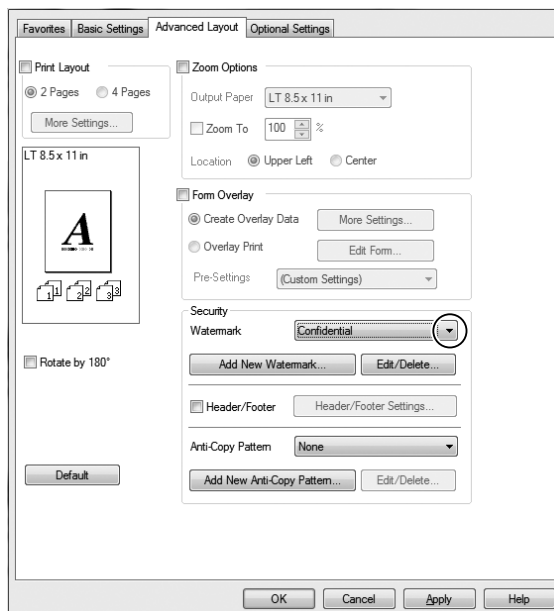 Favorites Basic Settings Advanced Layout Optional Settings
Print Layout
2 Pages 4 Pages
More Settings...
LT 8.5 x 11 in
A
1 1 2 2 3 3
Rotate by 180°
Default
Zoom Options
Output Paper LT 8.5 x 11 in
Zoom To 100 %
Location Upper Left Center
Form Overlay
Create Overlay Data More Settings...
Overlay Print Edit Form...
Pre-Settings (Custom Settings)
Security
Watermark Confidential
Add New Watermark... Edit/Delete...
Header/Footer Header/Footer Settings...
Anti-Copy Pattern None
Add New Anti-Copy Pattern... Edit/Delete...
OK Cancel Apply Help